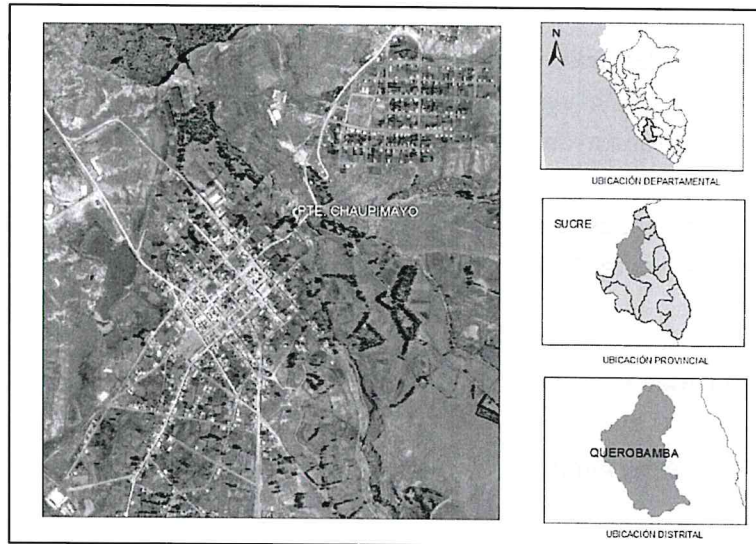 PTE. CHAUPIMAYO
N
UBICACIÓN DEPARTAMENTAL
SUCRE
UBICACIÓN PROVINCIAL
QUEROBAMBA
UBICACIÓN DISTRITAL